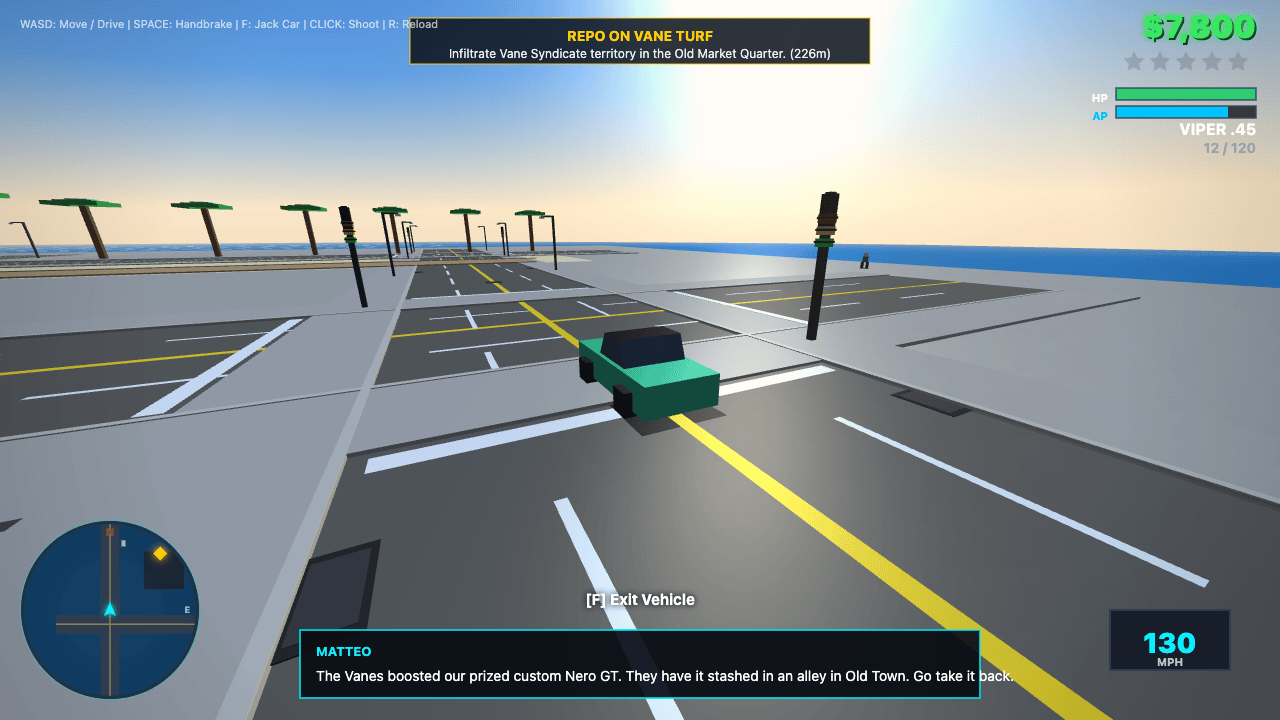 WASD: Move / Drive | SPACE: Handbrake | F: Jack Car | CLICK: Shoot | R: Reload
REPO ON VANE TURF
Infiltrate Vane Syndicate territory in the Old Market Quarter. (226m)
$7,800
HP
AP
VIPER .45
12 / 120
N
E
[F] Exit Vehicle
MATTEO
The Vanes boosted our prized custom Nero GT. They have it stashed in an alley in Old Town. Go take it back.
130
MPH